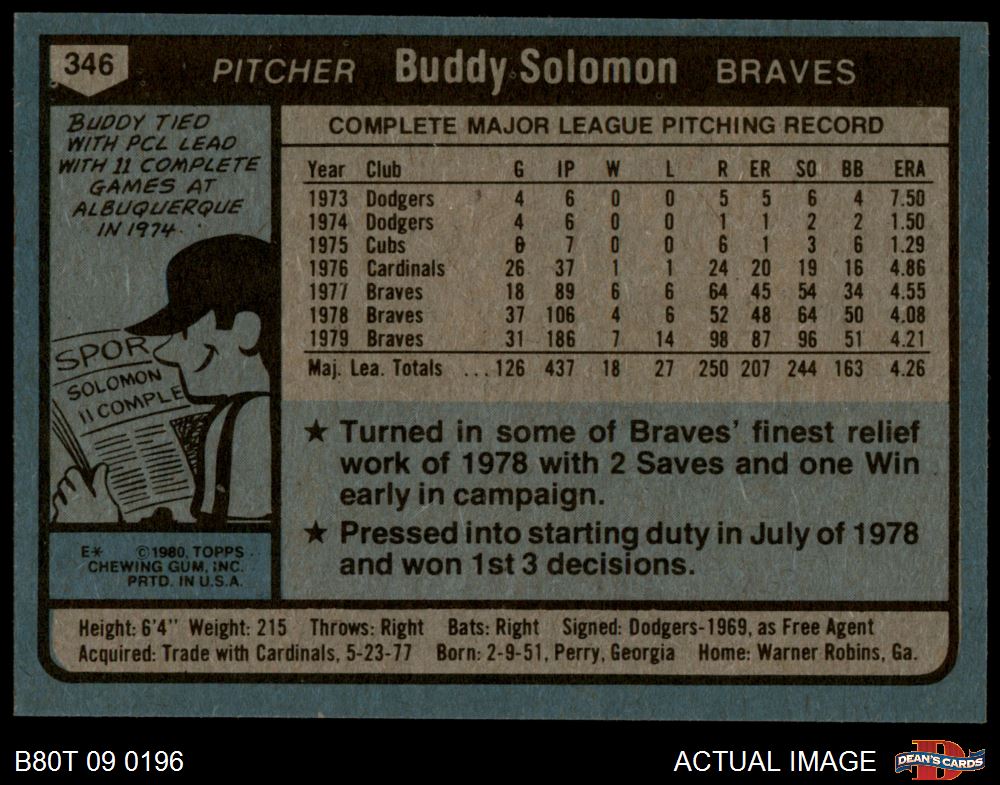 346
PITCHER Buddy Solomon BRAVES
BUDDY TIED
WITH PCL LEAD
WITH 11 COMPLETE
GAMES AT
ALBUQUERQUE
IN 1974.
SPOR
SOLOMON
11 COMPLE
E* ©1980, TOPPS
CHEWING GUM, INC.
PRTD. IN U.S.A.
COMPLETE MAJOR LEAGUE PITCHING RECORD
Year Club G IP W L R ER SO BB ERA
1973 Dodgers 4 6 0 0 5 5 6 4 7.50
1974 Dodgers 4 6 0 0 1 1 2 2 1.50
1975 Cubs 6 7 0 0 6 1 3 6 1.29
1976 Cardinals 26 37 1 1 24 20 19 16 4.86
1977 Braves 18 89 6 6 64 45 54 34 4.55
1978 Braves 37 106 4 6 52 48 64 50 4.08
1979 Braves 31 186 7 14 98 87 96 51 4.21
Maj. Lea. Totals ...126 437 18 27 250 207 244 163 4.26
★ Turned in some of Braves' finest relief
work of 1978 with 2 Saves and one Win
early in campaign.
★ Pressed into starting duty in July of 1978
and won 1st 3 decisions.
Height: 6'4" Weight: 215 Throws: Right Bats: Right Signed: Dodgers-1969, as Free Agent
Acquired: Trade with Cardinals, 5-23-77 Born: 2-9-51, Perry, Georgia Home: Warner Robins, Ga.
B80T 09 0196
ACTUAL IMAGE
DEAN'S CARDS